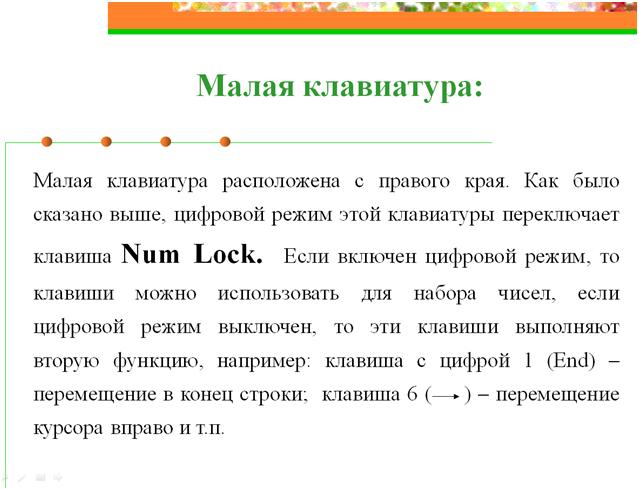 Малая клавиатура:
Малая клавиатура расположена с правого края. Как было
сказано выше, цифровой режим этой клавиатуры переключает
клавиша Num Lock. Если включен цифровой режим, то
клавиши можно использовать для набора чисел, если
цифровой режим выключен, то эти клавиши выполняют
вторую функцию, например: клавиша с цифрой 1 (End) –
перемещение в конец строки; клавиша 6 (→) – перемещение
курсора вправо и т.п.